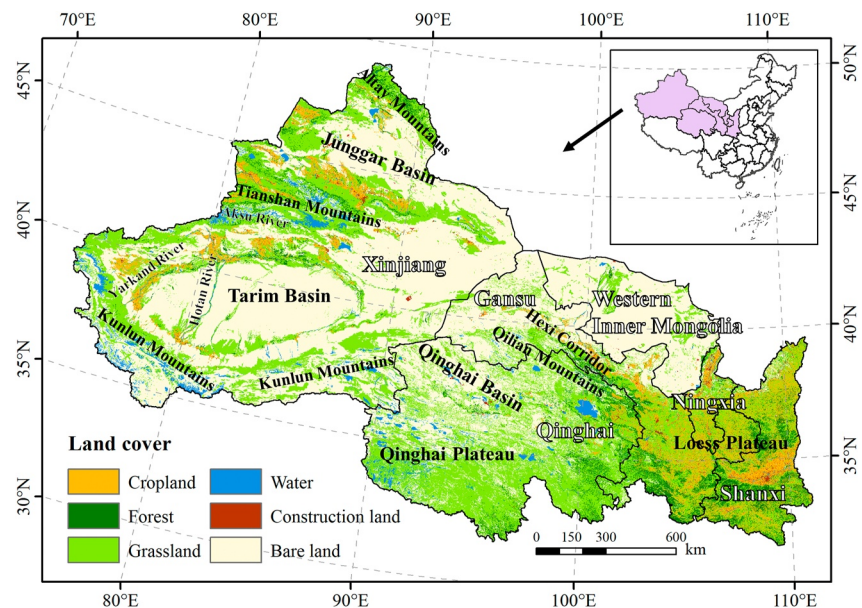 70°E 80°E 90°E 100°E 110°E
50°N
45°N
45°N
40°N
40°N
35°N
35°N
30°N
Altay Mountains
Junggar Basin
Tianshan Mountains
Aksu River
Yarkand River
Hotan River
Xinjiang
Tarim Basin
Gansu
Western
Inner Mongolia
Hexi Corridor
Qilian Mountains
Kunlun Mountains
Kunlun Mountains
Qinghai Basin
Qinghai
Qinghai Plateau
Ningxia
Loess Plateau
Shanxi
Land cover
Cropland Water
Forest Construction land
Grassland Bare land
0 150 300 600
km
80°E 90°E 100°E 110°E